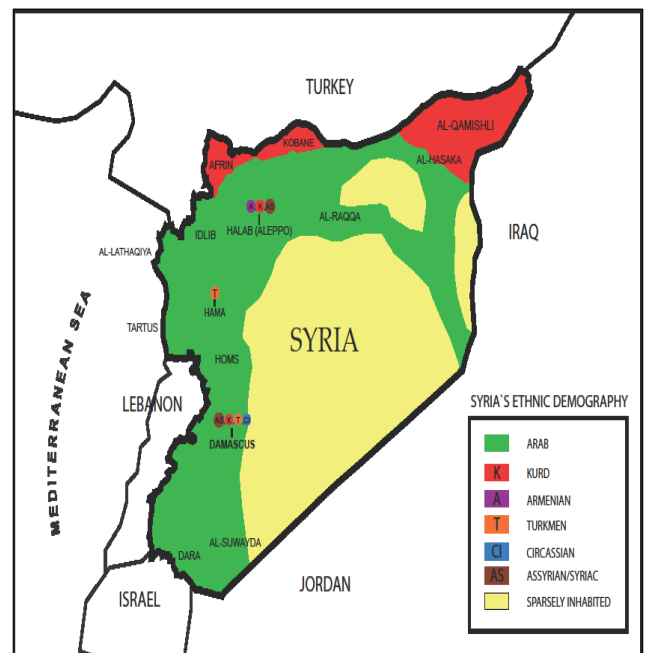 TURKEY
AL-QAMISHLI
KOBANE
AFRIN
AL-HASAKA
A K AS
AL-RAQQA
IDLIB
HALAB (ALEPPO)
IRAQ
AL-LATHAQIYA
T
HAMA
TARTUS
SYRIA
HOMS
MEDITERRANEAN SEA
LEBANON
AS K T CI
DAMASCUS
AL-SUWAYDA
DARA
ISRAEL
JORDAN
SYRIA`S ETHNIC DEMOGRAPHY
ARAB
K KURD
A ARMENIAN
T TURKMEN
CI CIRCASSIAN
AS ASSYRIAN/SYRIAC
SPARSELY INHABITED